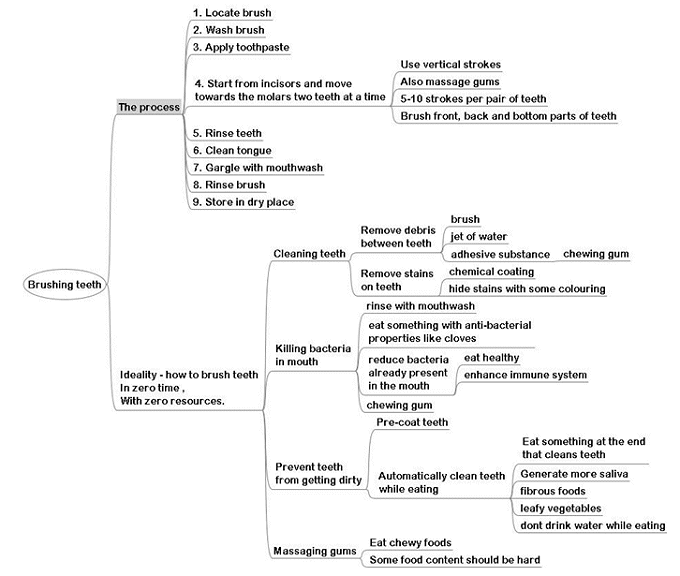 Brushing teeth
The process
1. Locate brush
2. Wash brush
3. Apply toothpaste
4. Start from incisors and move
towards the molars two teeth at a time
Use vertical strokes
Also massage gums
5-10 strokes per pair of teeth
Brush front, back and bottom parts of teeth
5. Rinse teeth
6. Clean tongue
7. Gargle with mouthwash
8. Rinse brush
9. Store in dry place
Ideality - how to brush teeth
In zero time ,
With zero resources.
Cleaning teeth
Remove debris
between teeth
brush
jet of water
adhesive substance
chewing gum
Remove stains
on teeth
chemical coating
hide stains with some colouring
Killing bacteria
in mouth
rinse with mouthwash
eat something with anti-bacterial
properties like cloves
reduce bacteria
already present
in the mouth
eat healthy
enhance immune system
chewing gum
Prevent teeth
from getting dirty
Pre-coat teeth
Automatically clean teeth
while eating
Eat something at the end
that cleans teeth
Generate more saliva
fibrous foods
leafy vegetables
dont drink water while eating
Massaging gums
Eat chewy foods
Some food content should be hard